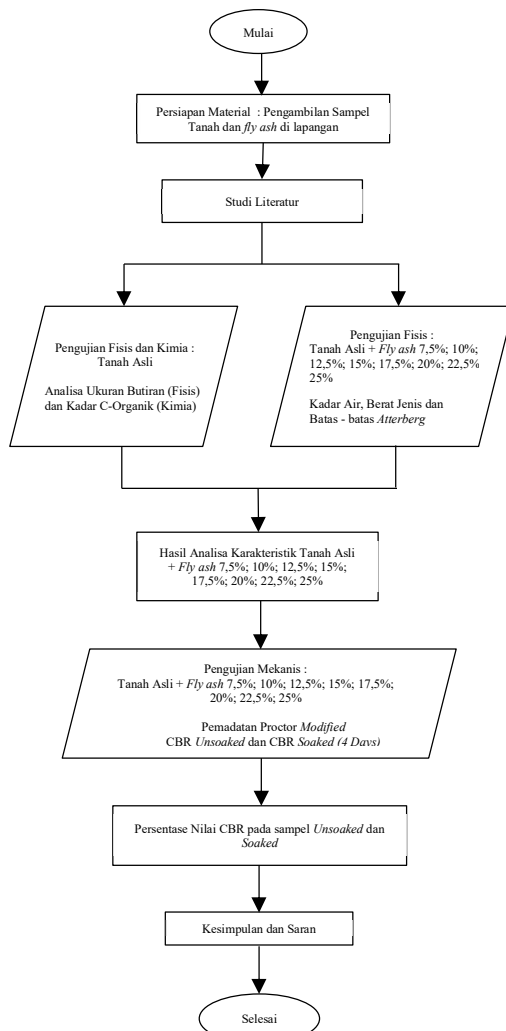 Mulai
Persiapan Material : Pengambilan Sampel
Tanah dan fly ash di lapangan
Studi Literatur
Pengujian Fisis dan Kimia :
Tanah Asli
Analisa Ukuran Butiran (Fisis)
dan Kadar C-Organik (Kimia)
Pengujian Fisis :
Tanah Asli + Fly ash 7,5%; 10%;
12,5%; 15%; 17,5%; 20%; 22,5%
25%
Kadar Air, Berat Jenis dan
Batas - batas Atterberg
Hasil Analisa Karakteristik Tanah Asli
+ Fly ash 7,5%; 10%; 12,5%; 15%;
17,5%; 20%; 22,5%; 25%
Pengujian Mekanis :
Tanah Asli + Fly ash 7,5%; 10%; 12,5%; 15%; 17,5%;
20%; 22,5%; 25%
Pemadatan Proctor Modified
CBR Unsoaked dan CBR Soaked (4 Days)
Persentase Nilai CBR pada sampel Unsoaked dan
Soaked
Kesimpulan dan Saran
Selesai